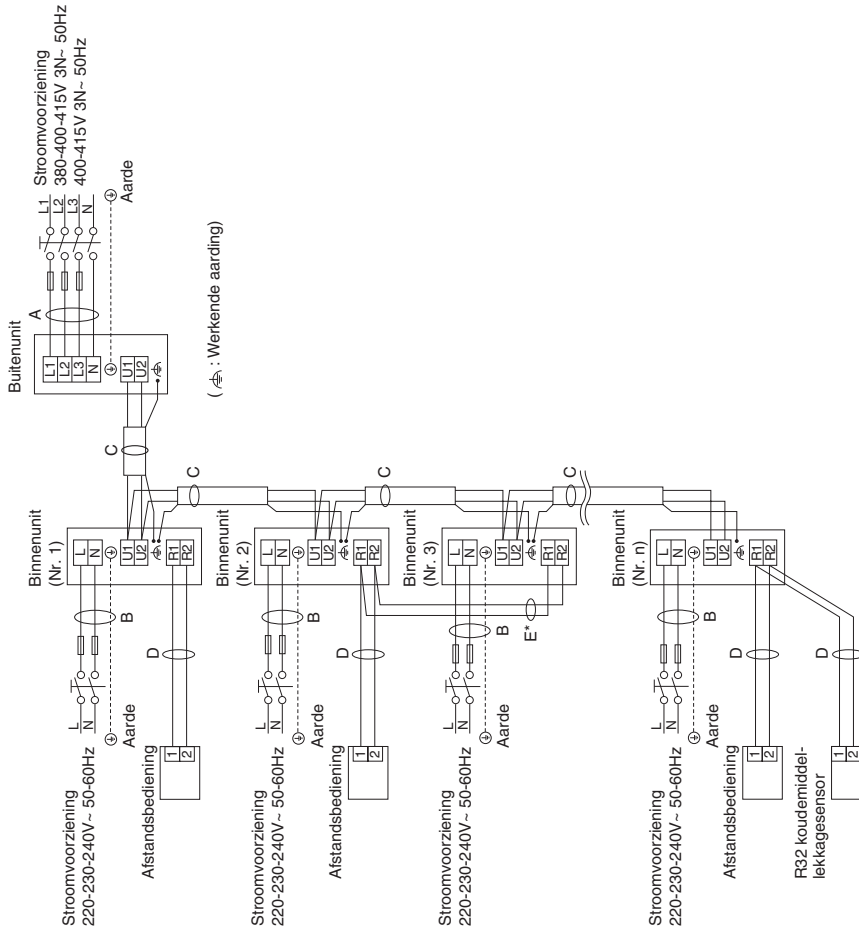 Buitenunit
A
L1
L2
L3
N
U1
U2
L1
L2
L3
N
Stroomvoorziening
380-400-415V 3N~ 50Hz
400-415V 3N~ 50Hz
Aarde
( : Werkende aarding)
C
Binnenunit
(Nr. 1)
L
N
U1
U2
R1
R2
B
D
C
L
N
Stroomvoorziening
220-230-240V~ 50-60Hz
Aarde
Afstandsbediening
1
2
Binnenunit
(Nr. 2)
L
N
U1
U2
R1
R2
B
D
C
L
N
Stroomvoorziening
220-230-240V~ 50-60Hz
Aarde
Afstandsbediening
1
2
Binnenunit
(Nr. 3)
L
N
U1
U2
R1
R2
B
E*
C
L
N
Stroomvoorziening
220-230-240V~ 50-60Hz
Aarde
Binnenunit
(Nr. n)
L
N
U1
U2
R1
R2
B
D
L
N
Stroomvoorziening
220-230-240V~ 50-60Hz
Aarde
Afstandsbediening
1
2
D
R32 koudemiddel-
lekkagesensor
1
2